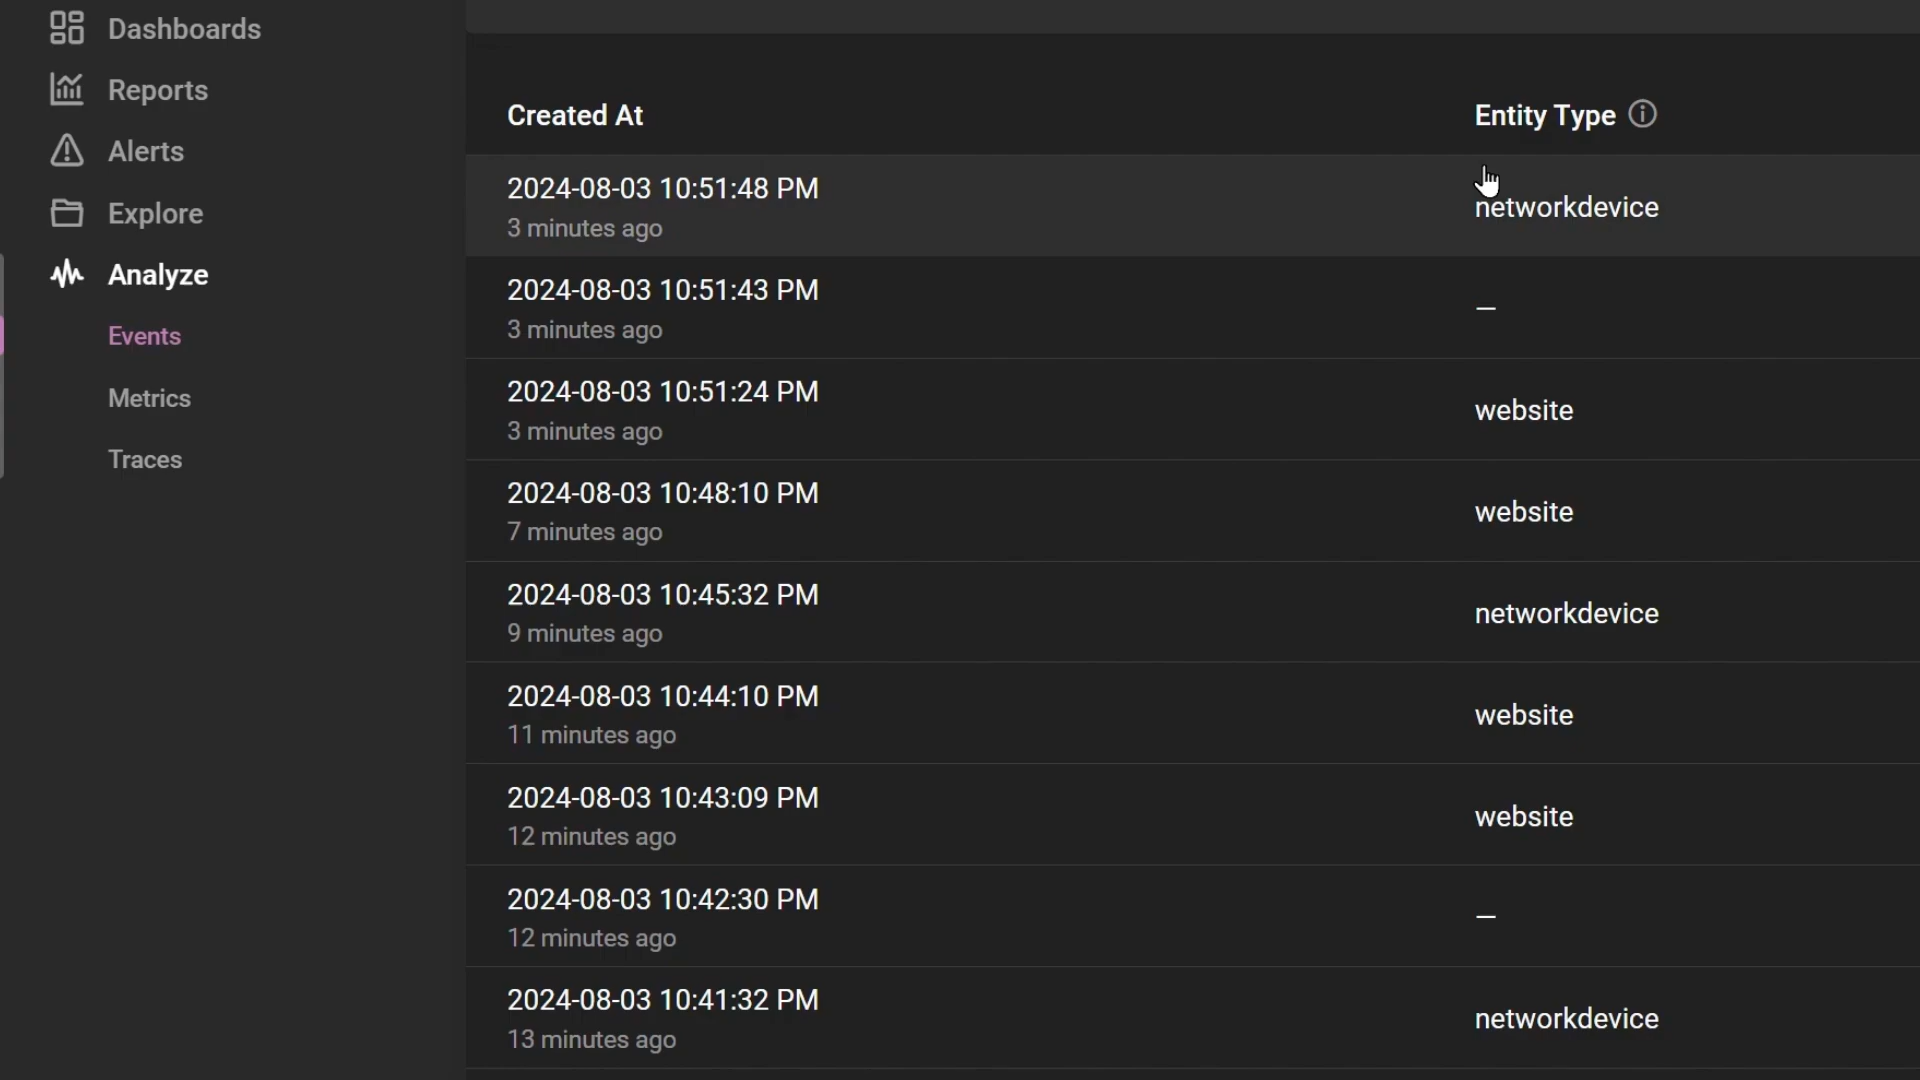 Dashboards
Reports
Alerts
Explore
Analyze
Events
Metrics
Traces
Created At
Entity Type
2024-08-03 10:51:48 PM
3 minutes ago
networkdevice
2024-08-03 10:51:43 PM
3 minutes ago
—
2024-08-03 10:51:24 PM
3 minutes ago
website
2024-08-03 10:48:10 PM
7 minutes ago
website
2024-08-03 10:45:32 PM
9 minutes ago
networkdevice
2024-08-03 10:44:10 PM
11 minutes ago
website
2024-08-03 10:43:09 PM
12 minutes ago
website
2024-08-03 10:42:30 PM
12 minutes ago
—
2024-08-03 10:41:32 PM
13 minutes ago
networkdevice